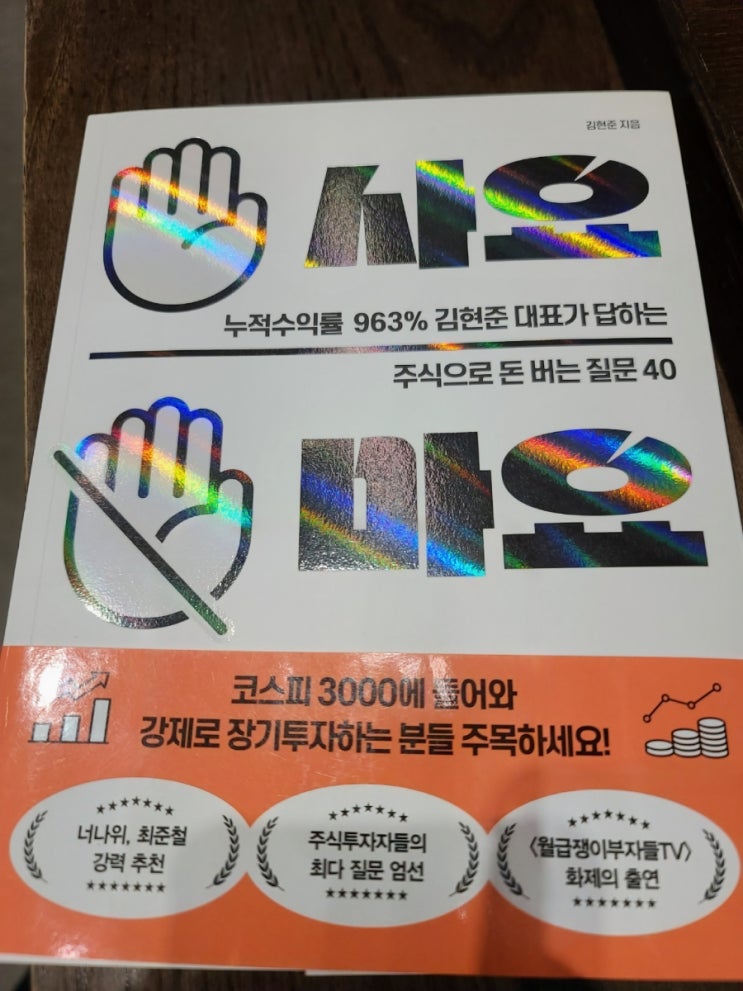 김현준 지음
사요
누적수익률 963% 김현준 대표가 답하는
주식으로 돈 버는 질문 40
마요
코스피 3000에 들어와
강제로 장기투자하는 분들 주목하세요!
너나위, 최준철
강력 추천
주식투자자들의
최다 질문 엄선
〈월급쟁이부자들TV〉
화제의 출연